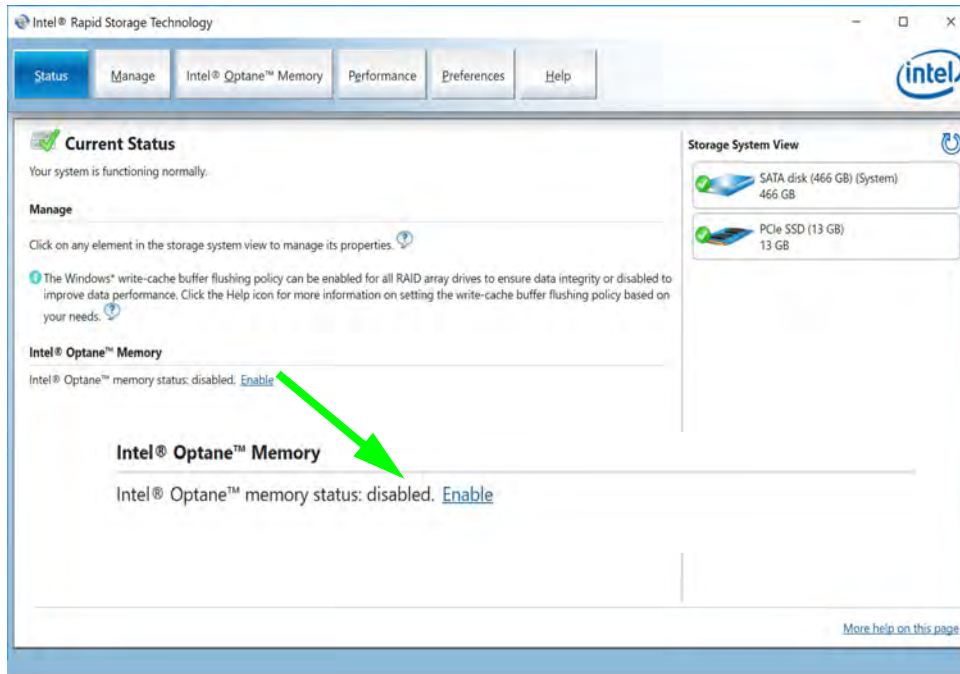 Intel® Rapid Storage Technology
Status
Manage
Intel® Optane™ Memory
Performance
Preferences
Help
intel
Current Status
Your system is functioning normally.
Manage
Click on any element in the storage system view to manage its properties.
The Windows* write-cache buffer flushing policy can be enabled for all RAID array drives to ensure data integrity or disabled to
improve data performance. Click the Help icon for more information on setting the write-cache buffer flushing policy based on
your needs.
Intel® Optane™ Memory
Intel® Optane™ memory status: disabled. Enable
Intel® Optane™ Memory
Intel® Optane™ memory status: disabled. Enable
Storage System View
SATA disk (466 GB) (System)
466 GB
PCIe SSD (13 GB)
13 GB
More help on this page